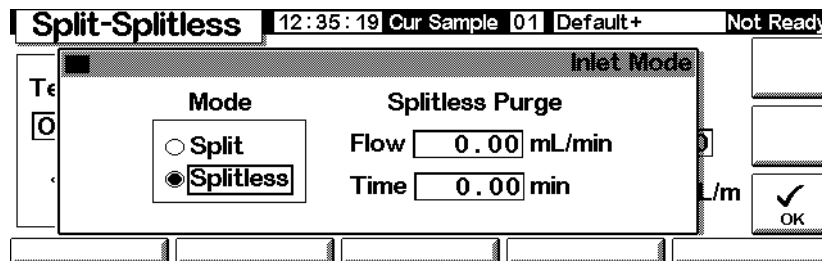 Split-Splitless 12:35:19 Cur Sample 01 Default+ Not Ready
Inlet Mode
Mode
Splitless Purge
Split
Splitless
Flow 0.00 mL/min
Time 0.00 min
L/m
OK